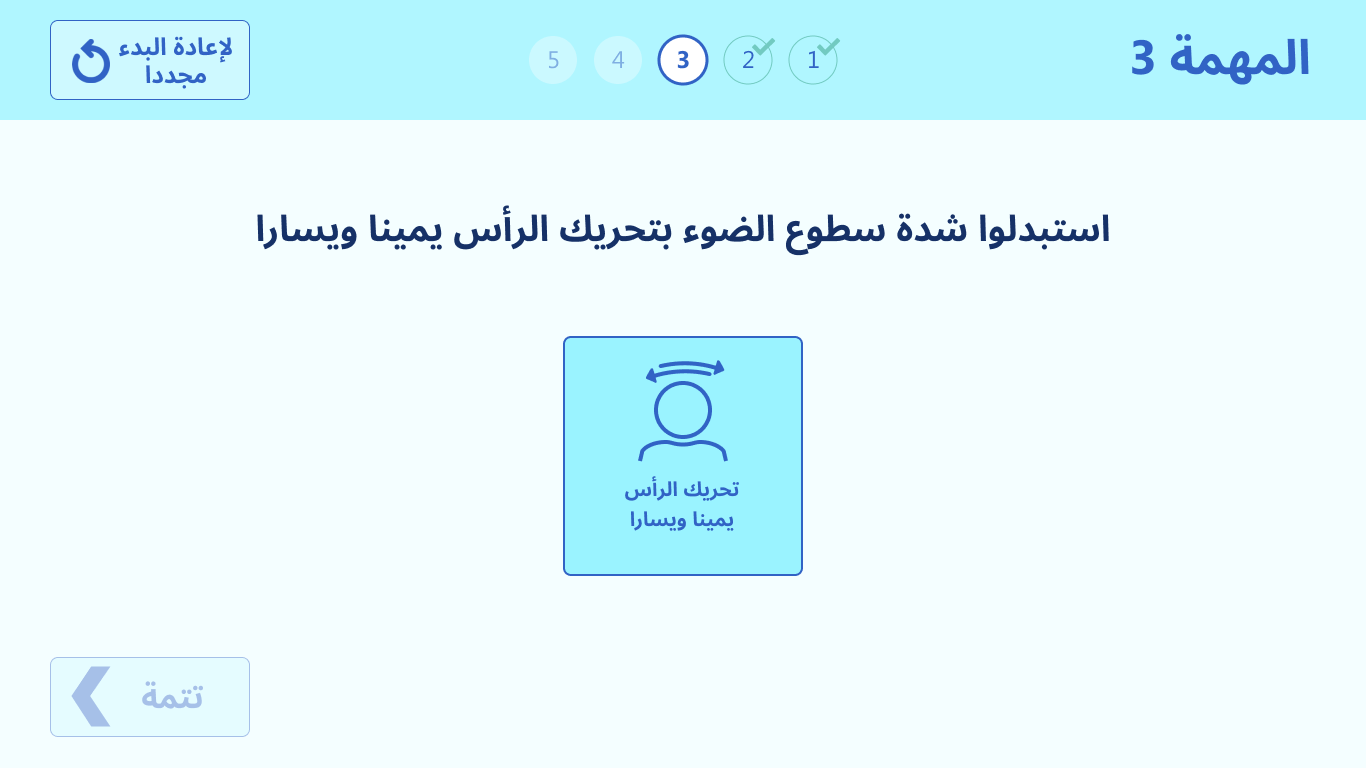 المهمة 3
1
2
3
4
5
لإعادة البدء
مجددا
استبدلوا شدة سطوع الضوء بتحريك الرأس يمينا ويسارا
تحريك الرأس
يمينا ويسارا
تتمة